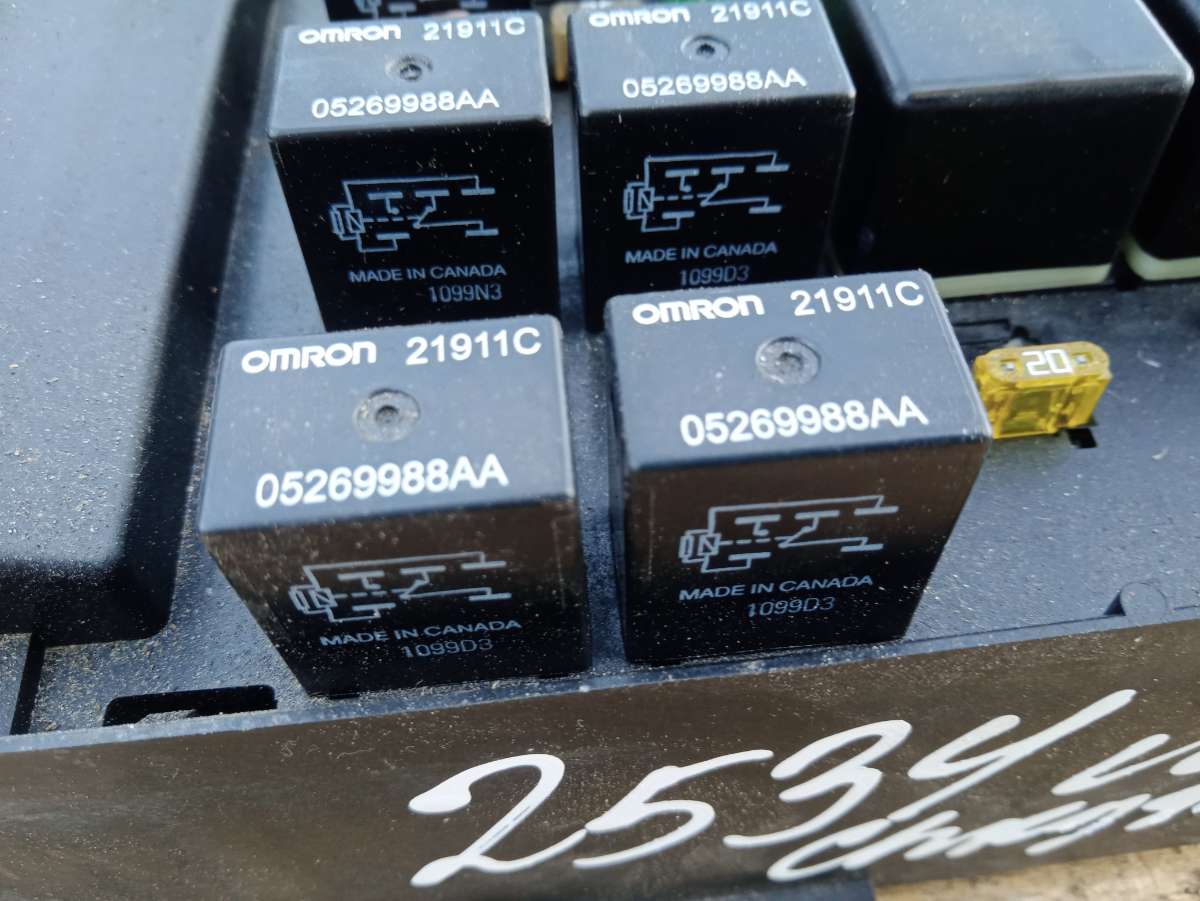 OMRON 21911C
05269988AA
MADE IN CANADA
1099N3
OMRON 21911C
05269988AA
MADE IN CANADA
1099D3
OMRON 21911C
05269988AA
MADE IN CANADA
1099D3
OMRON 21911C
05269988AA
MADE IN CANADA
1099D3
20
2534